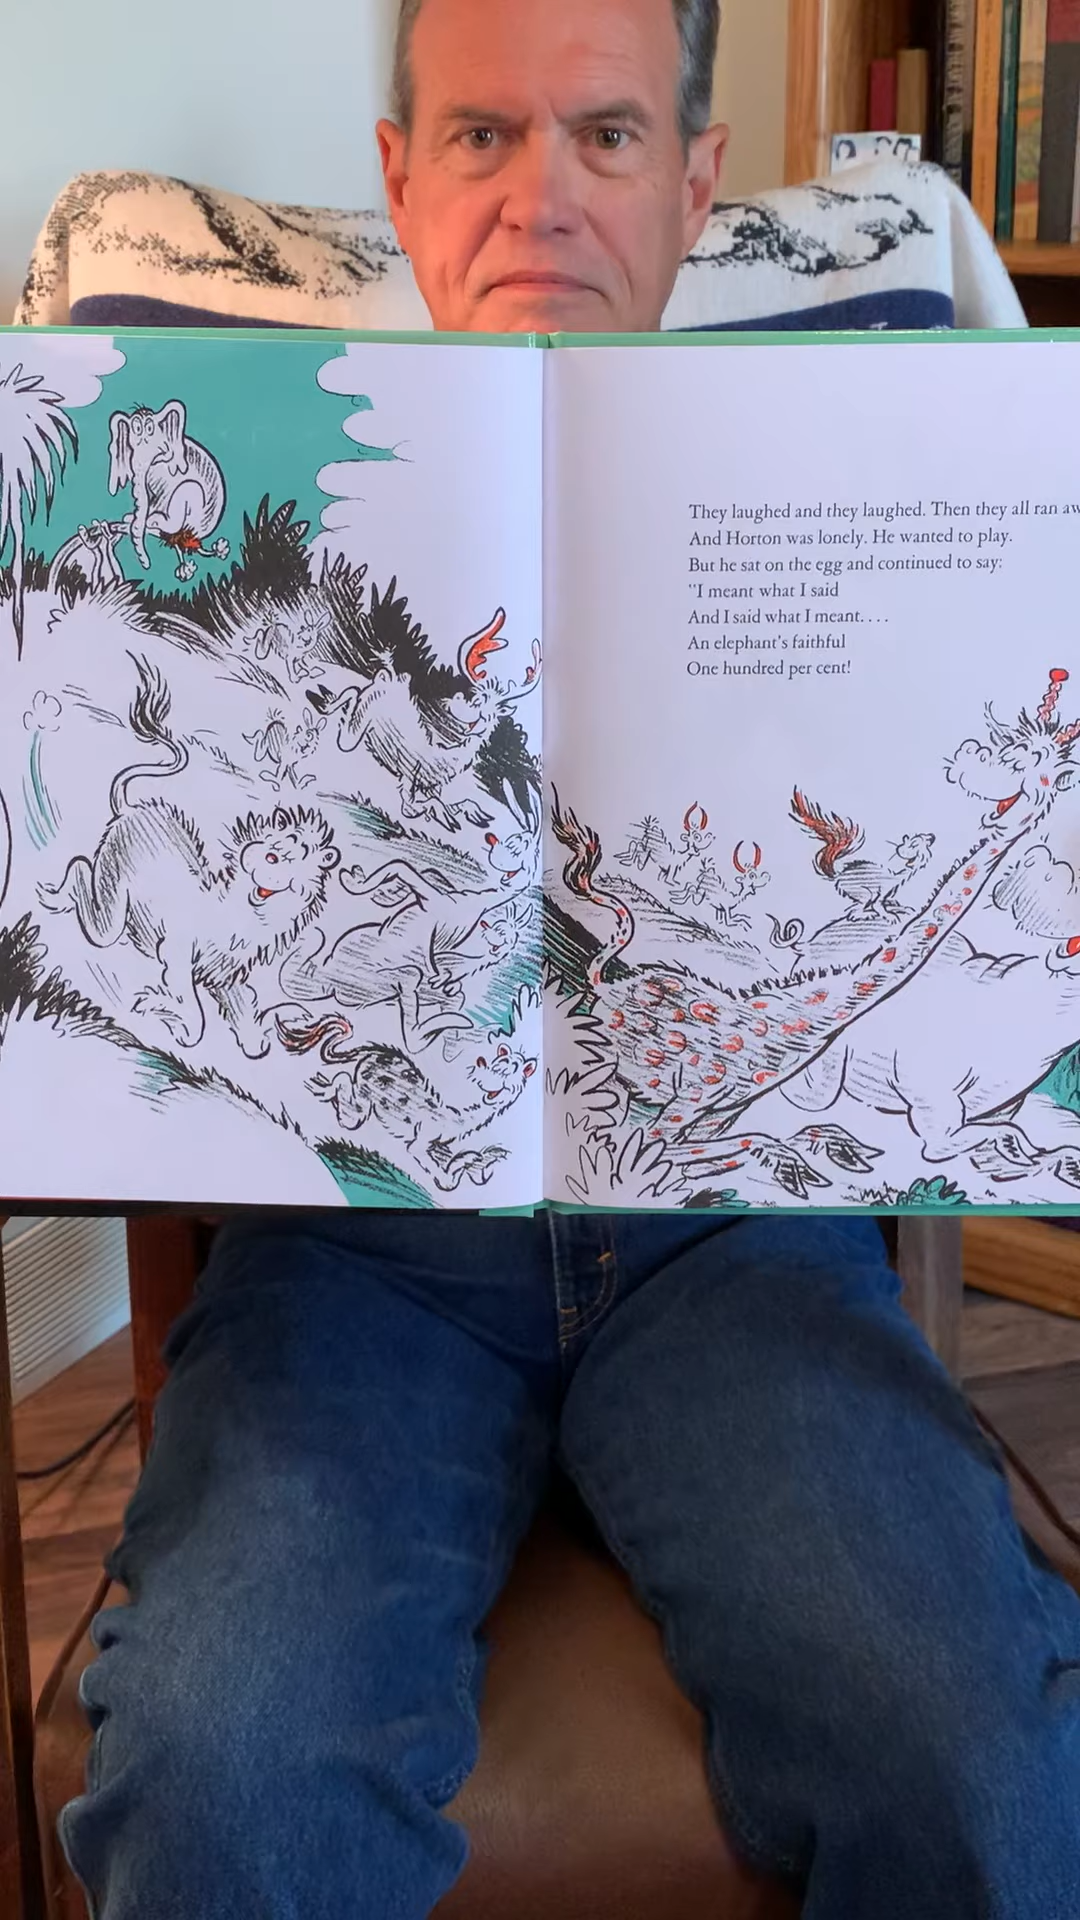 They laughed and they laughed. Then they all ran aw
And Horton was lonely. He wanted to play.
But he sat on the egg and continued to say:
"I meant what I said
And I said what I meant. . . .
An elephant's faithful
One hundred per cent!